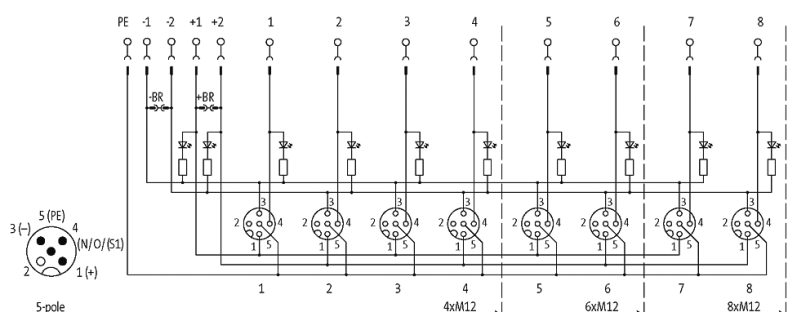 PE -1 -2 +1 +2 1 2 3 4 5 6 7 8
-BR +BR
3 3 3 3 3 3 3 3
2 4 2 4 2 4 2 4 2 4 2 4 2 4 2 4
1 5 1 5 1 5 1 5 1 5 1 5 1 5 1 5
5 (PE)
3 (–) 4
(N/O/(S1)
2 1 (+)
5-pole
1 2 3 4 5 6 7 8
4xM12 6xM12 8xM12